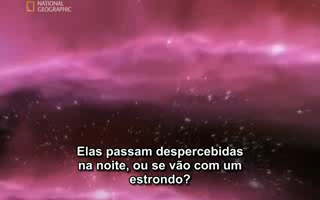 NATIONAL
GEOGRAPHIC
Elas passam despercebidas
na noite, ou se vão com um
estrondo?